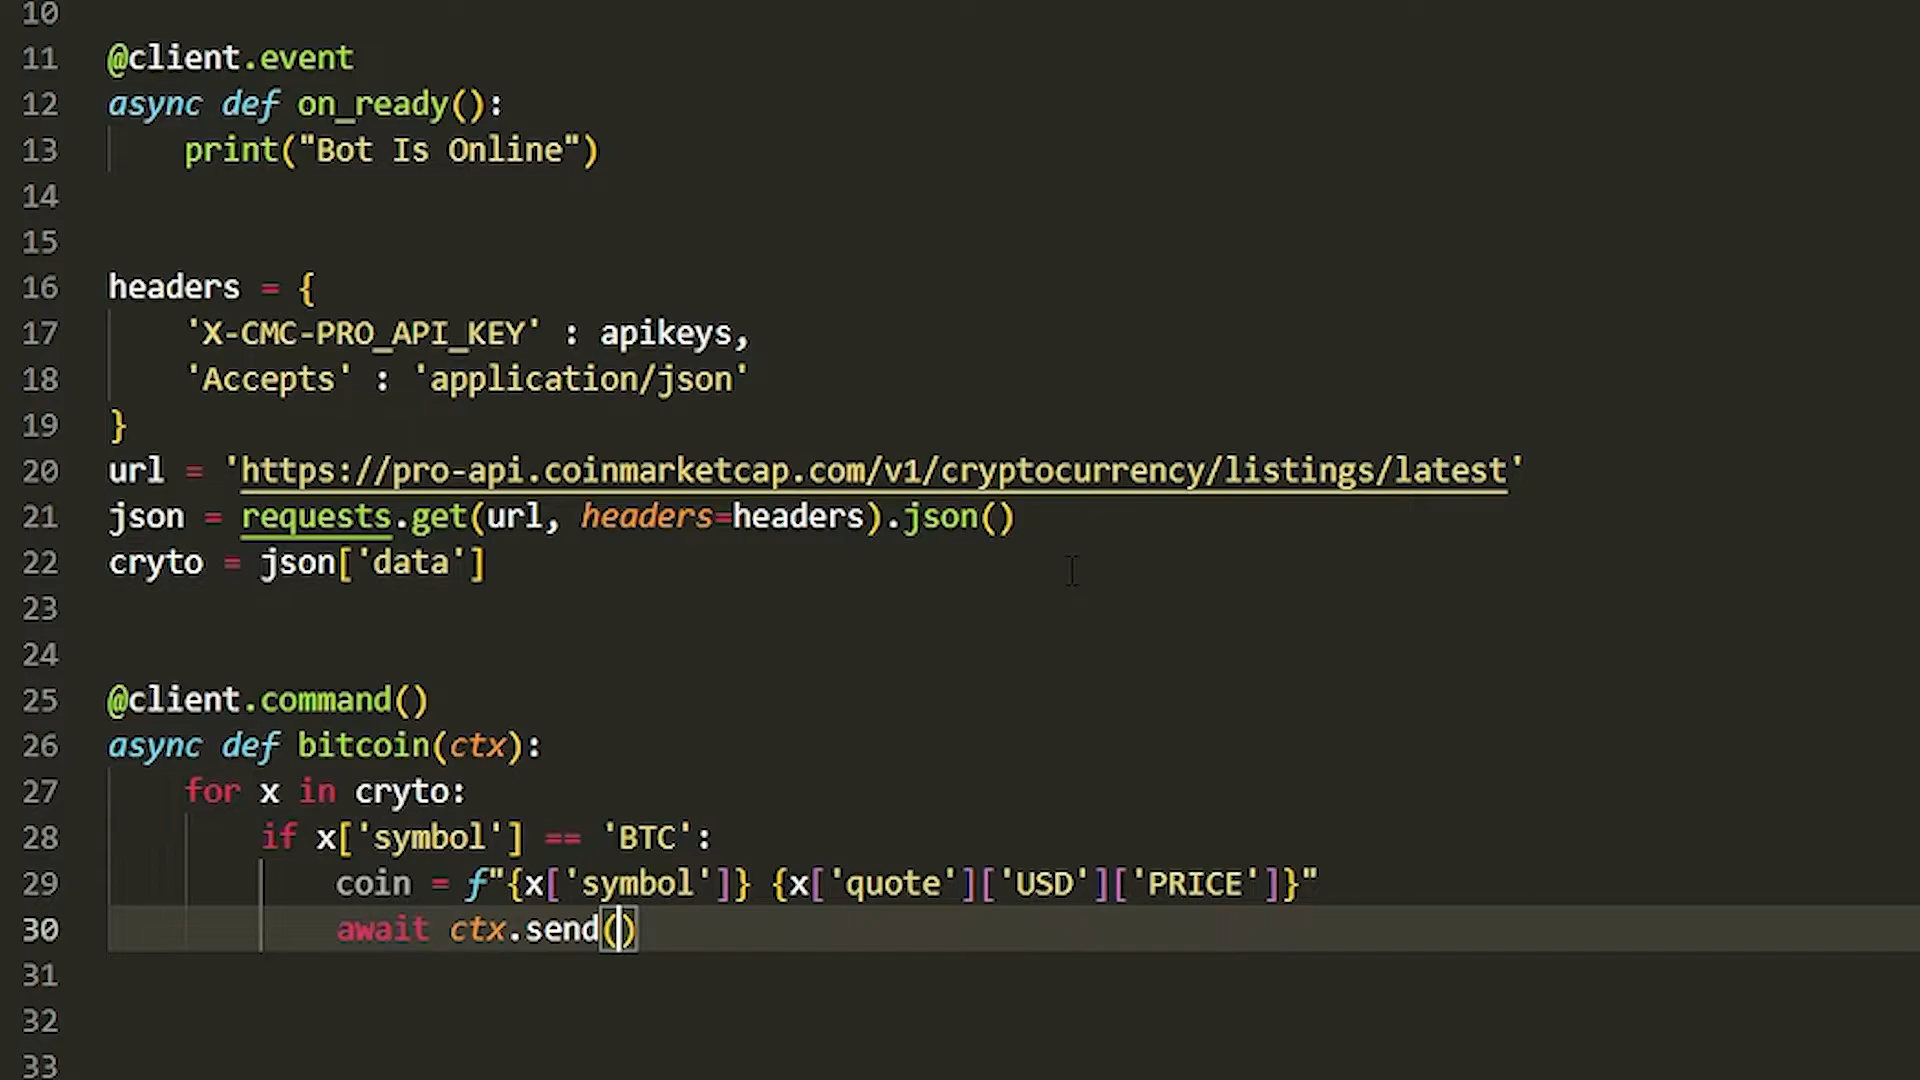 10
11 @client.event
12 async def on_ready():
13     print("Bot Is Online")
14
15
16 headers = {
17     'X-CMC-PRO_API_KEY' : apikeys,
18     'Accepts' : 'application/json'
19 }
20 url = 'https://pro-api.coinmarketcap.com/v1/cryptocurrency/listings/latest'
21 json = requests.get(url, headers=headers).json()
22 cryto = json['data']
23
24
25 @client.command()
26 async def bitcoin(ctx):
27     for x in cryto:
28         if x['symbol'] == 'BTC':
29             coin = f"{x['symbol']} {x['quote']['USD']['PRICE']}"
30             await ctx.send()
31
32
33